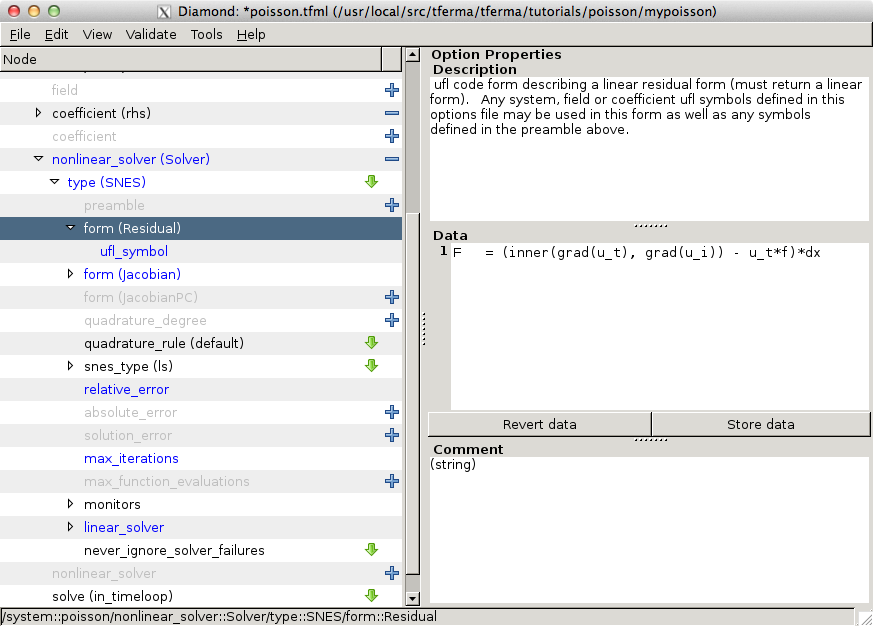 Diamond: *poisson.tfml (/usr/local/src/tferma/tferma/tutorials/poisson/mypoisson)
File Edit View Validate Tools Help
Node
field
coefficient (rhs)
coefficient
nonlinear_solver (Solver)
type (SNES)
preamble
form (Residual)
ufl_symbol
form (Jacobian)
form (JacobianPC)
quadrature_degree
quadrature_rule (default)
snes_type (ls)
relative_error
absolute_error
solution_error
max_iterations
max_function_evaluations
monitors
linear_solver
never_ignore_solver_failures
nonlinear_solver
solve (in_timeloop)
Option Properties
Description
ufl code form describing a linear residual form (must return a linear
form).   Any system, field or coefficient ufl symbols defined in this
options file may be used in this form as well as any symbols
defined in the preamble above.
Data
1 F   = (inner(grad(u_t), grad(u_i)) - u_t*f)*dx
Revert data Store data
Comment
(string)
/system::poisson/nonlinear_solver::Solver/type::SNES/form::Residual